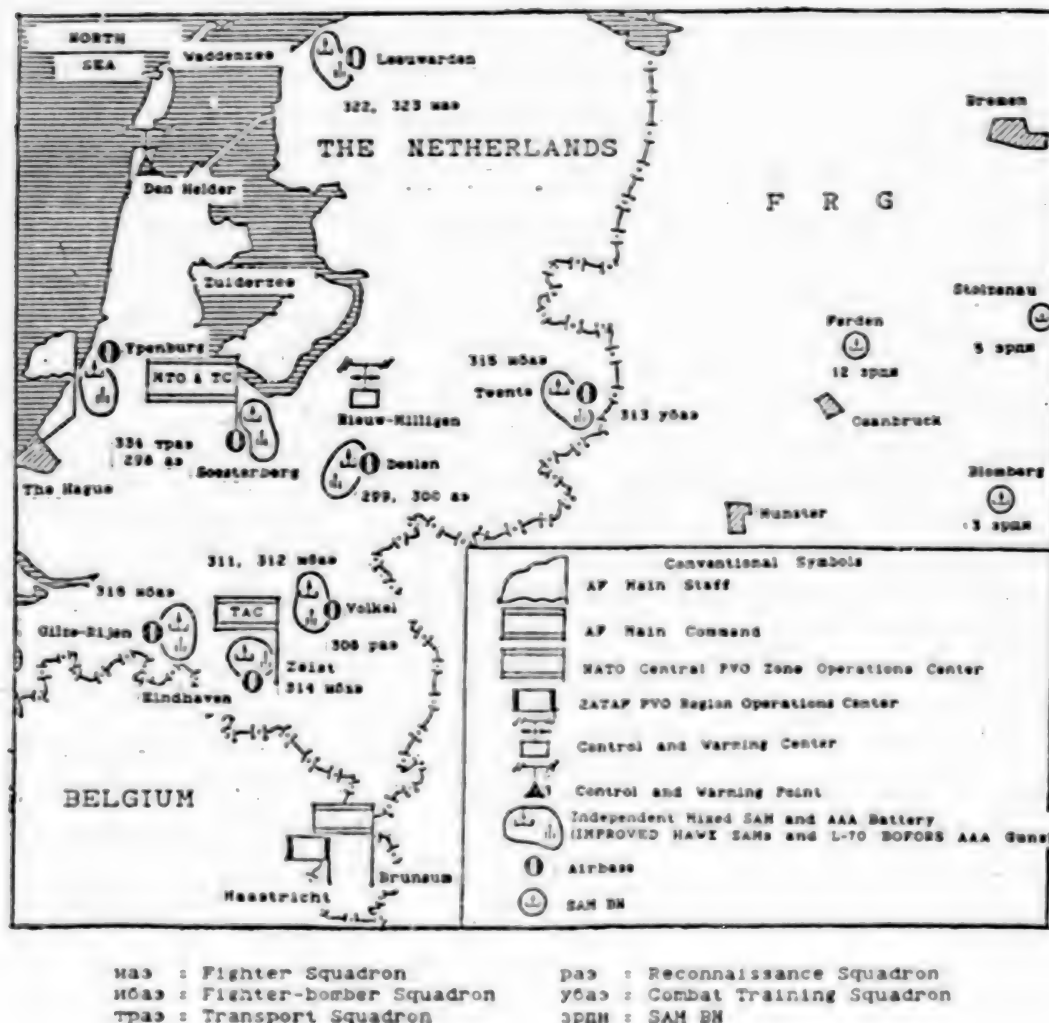 NORTH
SEA
Waddenzee
Leeuwarden
322, 323 иаэ
THE NETHERLANDS
Bremen
Den Helder
F R G
Zuiderzee
Stolzenau
5 зрдн
Ferden
12 зрдн
Ypenburg
MTO & TC
315 ибаэ
Twente
313 убаэ
334 траэ
298 аэ
Soesterberg
Deelen
299, 300 аэ
The Hague
Blomberg
3 зрдн
Munster
311, 312 ибаэ
316 ибаэ
TAC
Volkel
306 раэ
Gilze-Rijen
Zeist
314 ибаэ
Eindhaven
BELGIUM
Brunsum
Maastricht
Conventional Symbols
AF Main Staff
AF Main Command
NATO Central PVO Zone Operations Center
2ATAF PVO Region Operations Center
Control and Warning Center
Control and Warning Point
Independent Mixed SAM and AAA Battery
(IMPROVED HAWK SAMs and L-70 BOFORS AAA Guns
Airbase
SAM BN
иаэ : Fighter Squadron
ибаэ : Fighter-bomber Squadron
траэ : Transport Squadron
раэ : Reconnaissance Squadron
убаэ : Combat Training Squadron
зрдн : SAM BN